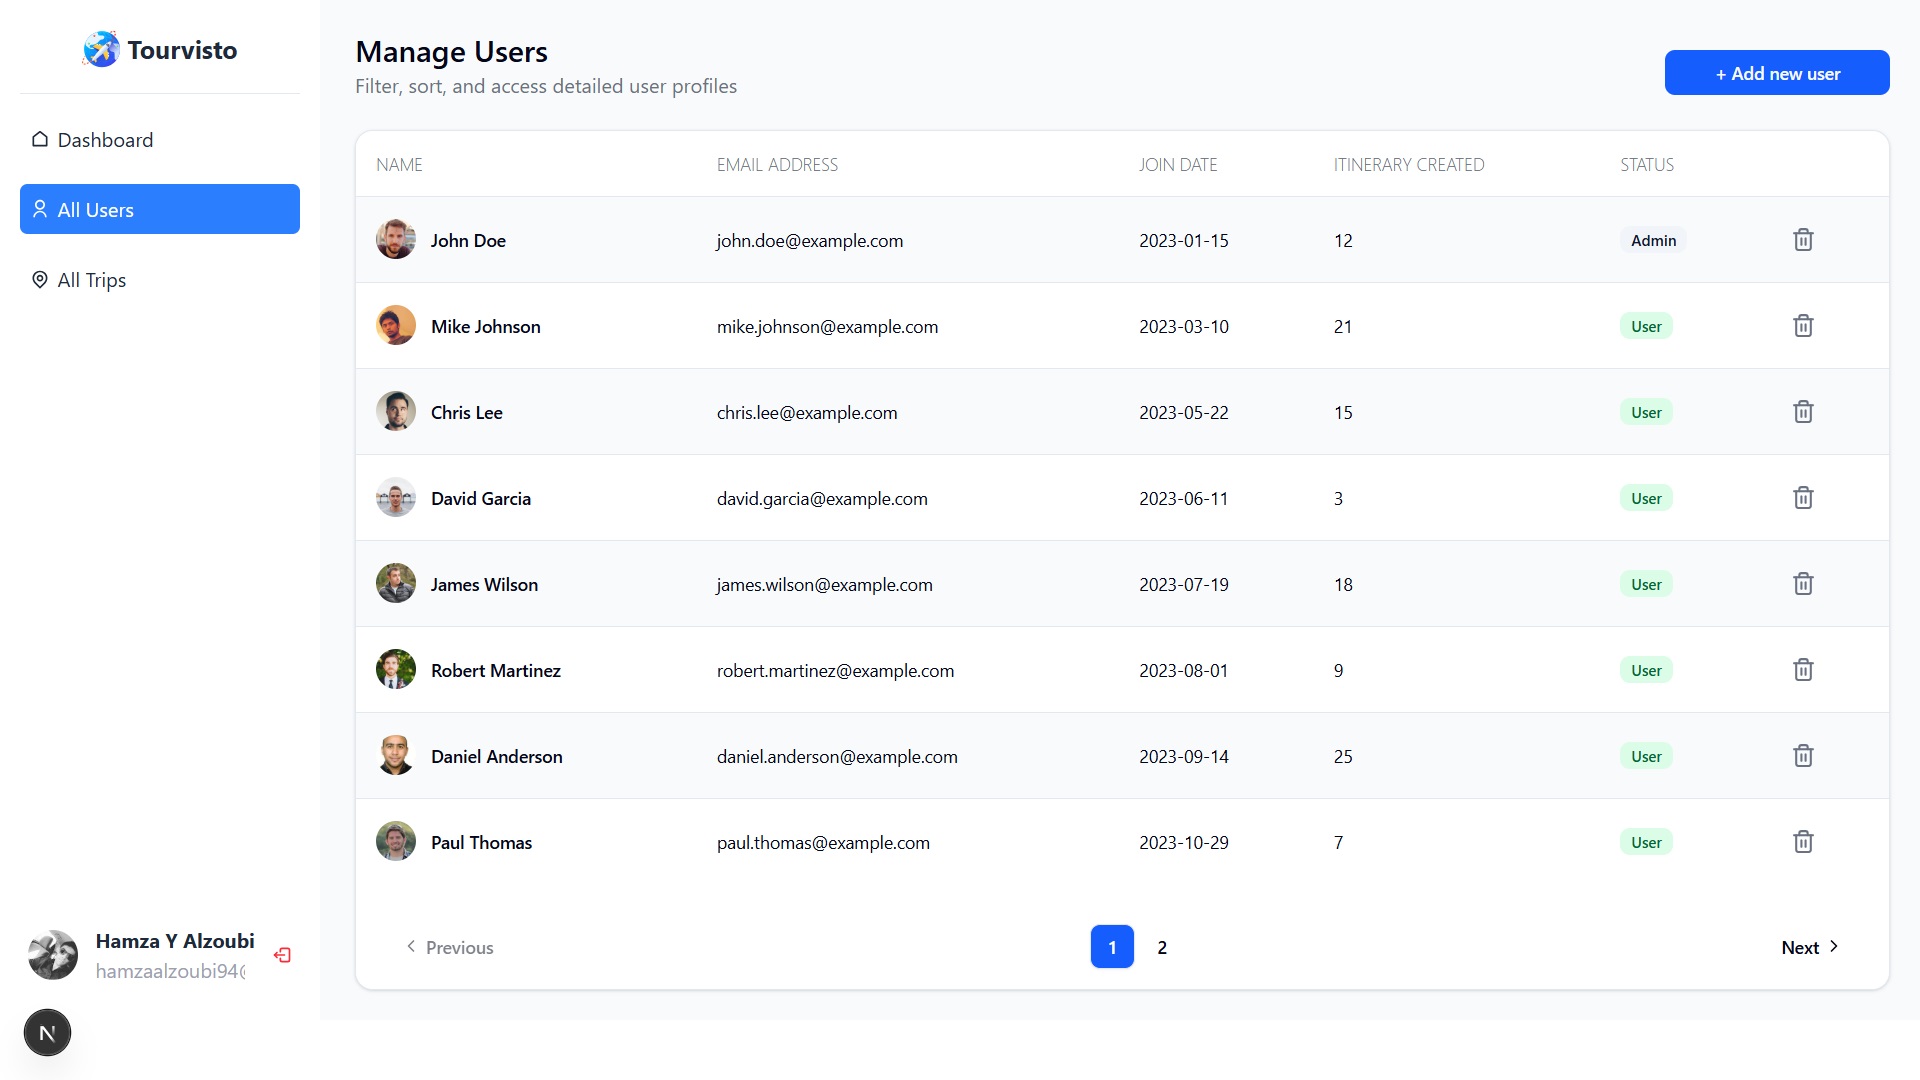 Tourvisto
Dashboard
All Users
All Trips
Hamza Y Alzoubi
hamzaalzoubi94
N
Manage Users
Filter, sort, and access detailed user profiles
+ Add new user
NAME EMAIL ADDRESS JOIN DATE ITINERARY CREATED STATUS
John Doe john.doe@example.com 2023-01-15 12 Admin
Mike Johnson mike.johnson@example.com 2023-03-10 21 User
Chris Lee chris.lee@example.com 2023-05-22 15 User
David Garcia david.garcia@example.com 2023-06-11 3 User
James Wilson james.wilson@example.com 2023-07-19 18 User
Robert Martinez robert.martinez@example.com 2023-08-01 9 User
Daniel Anderson daniel.anderson@example.com 2023-09-14 25 User
Paul Thomas paul.thomas@example.com 2023-10-29 7 User
Previous 1 2 Next